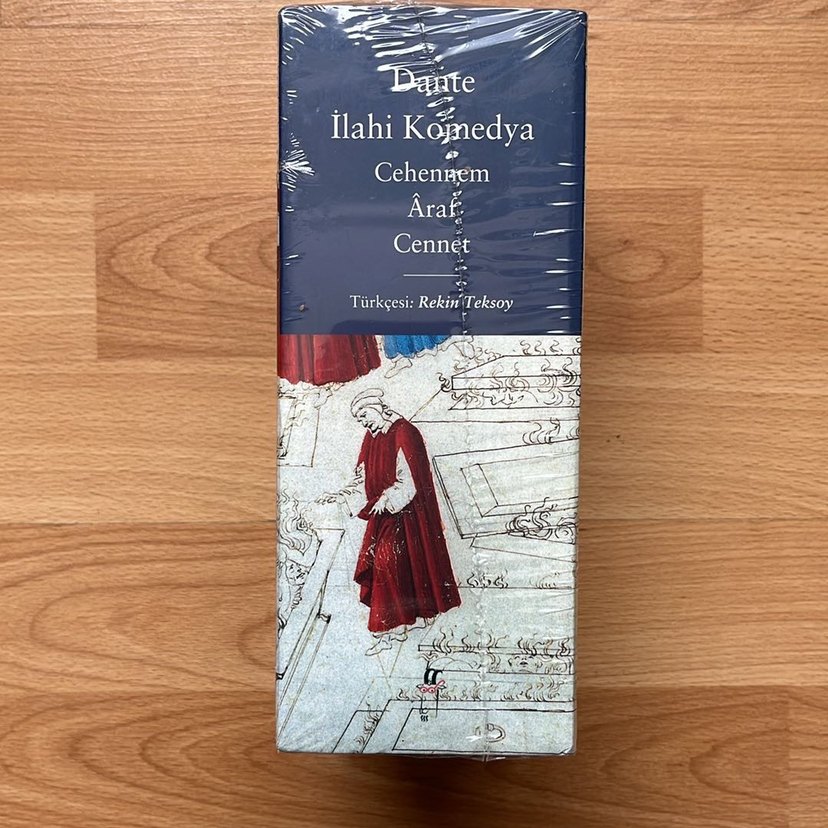 Dante
İlahi Komedya
Cehennem
Âraf
Cennet
Türkçesi: Rekin Teksoy